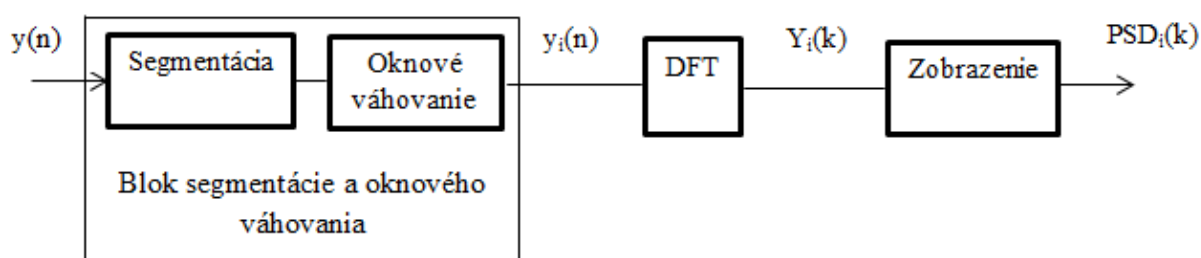 y(n)
Segmentácia
Oknové
váhovanie
Blok segmentácie a oknového
váhovania
yᵢ(n)
DFT
Yᵢ(k)
Zobrazenie
PSDᵢ(k)